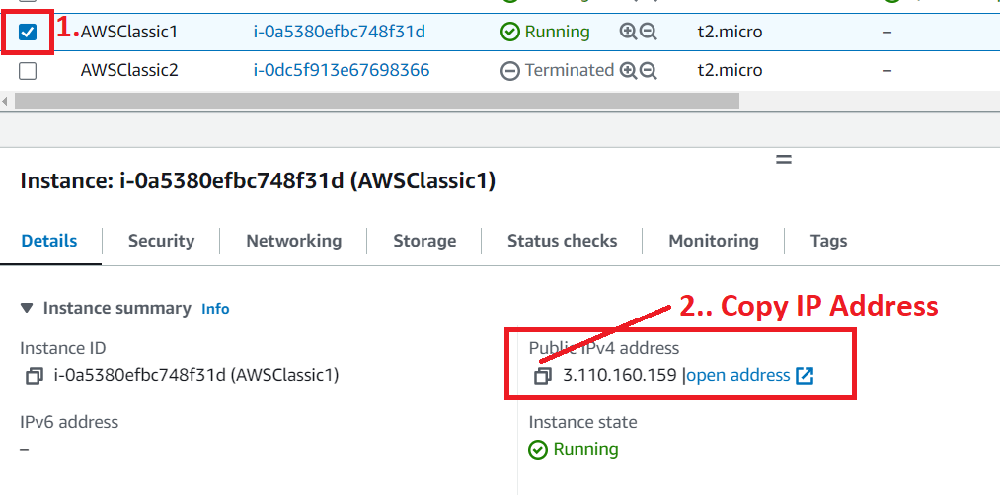 1. AWSClassic1 i-0a5380efbc748f31d Running t2.micro –
AWSClassic2 i-0dc5f913e67698366 Terminated t2.micro –
Instance: i-0a5380efbc748f31d (AWSClassic1)
Details Security Networking Storage Status checks Monitoring Tags
Instance summary Info
2.. Copy IP Address
Instance ID
i-0a5380efbc748f31d (AWSClassic1)
Public IPv4 address
3.110.160.159 |open address
IPv6 address
–
Instance state
Running